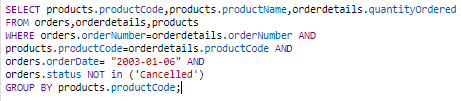 SELECT products.productCode,products.productName,orderdetails.quantityOrdered
FROM orders,orderdetails,products
WHERE orders.orderNumber=orderdetails.orderNumber AND
products.productCode=orderdetails.productCode AND
orders.orderDate= "2003-01-06" AND
orders.status NOT in ('Cancelled')
GROUP BY products.productCode;